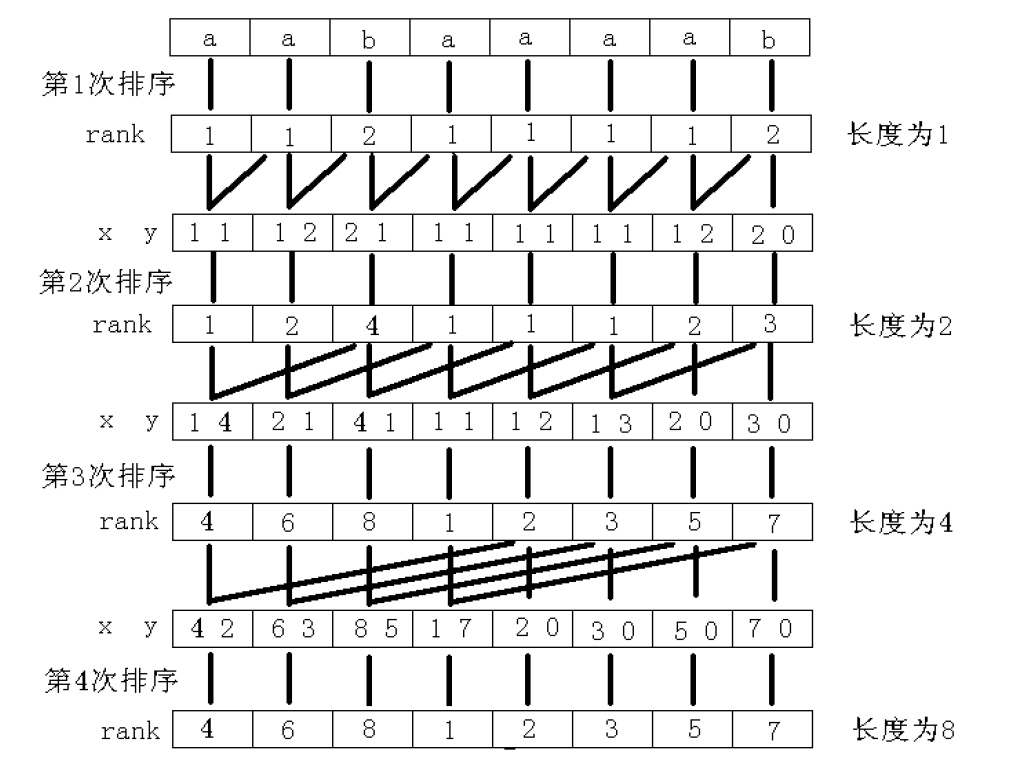 a a b a a a a b
第1次排序
rank 1 1 2 1 1 1 1 2 长度为1
x y 1 1 1 2 2 1 1 1 1 1 1 1 1 2 2 0
第2次排序
rank 1 2 4 1 1 1 2 3 长度为2
x y 1 4 2 1 4 1 1 1 1 2 1 3 2 0 3 0
第3次排序
rank 4 6 8 1 2 3 5 7 长度为4
x y 4 2 6 3 8 5 1 7 2 0 3 0 5 0 7 0
第4次排序
rank 4 6 8 1 2 3 5 7 长度为8